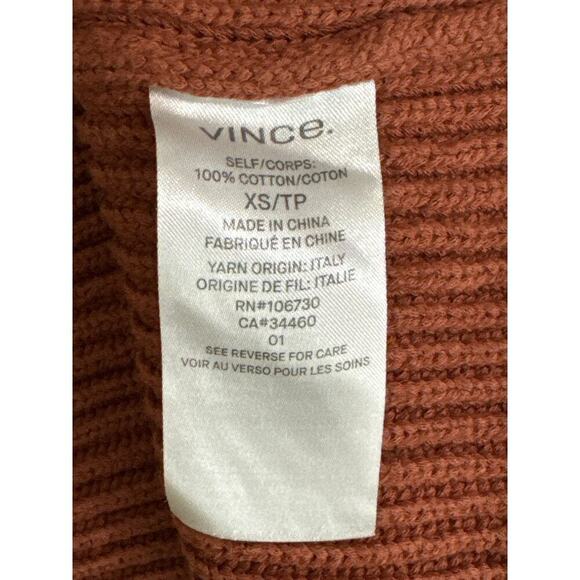 VINCe.
SELF/CORPS:
100% COTTON/COTON
XS/TP
MADE IN CHINA
FABRIQUÉ EN CHINE
YARN ORIGIN: ITALY
ORIGINE DE FIL: ITALIE
RN#106730
CA#34460
01
SEE REVERSE FOR CARE
VOIR AU VERSO POUR LES SOINS